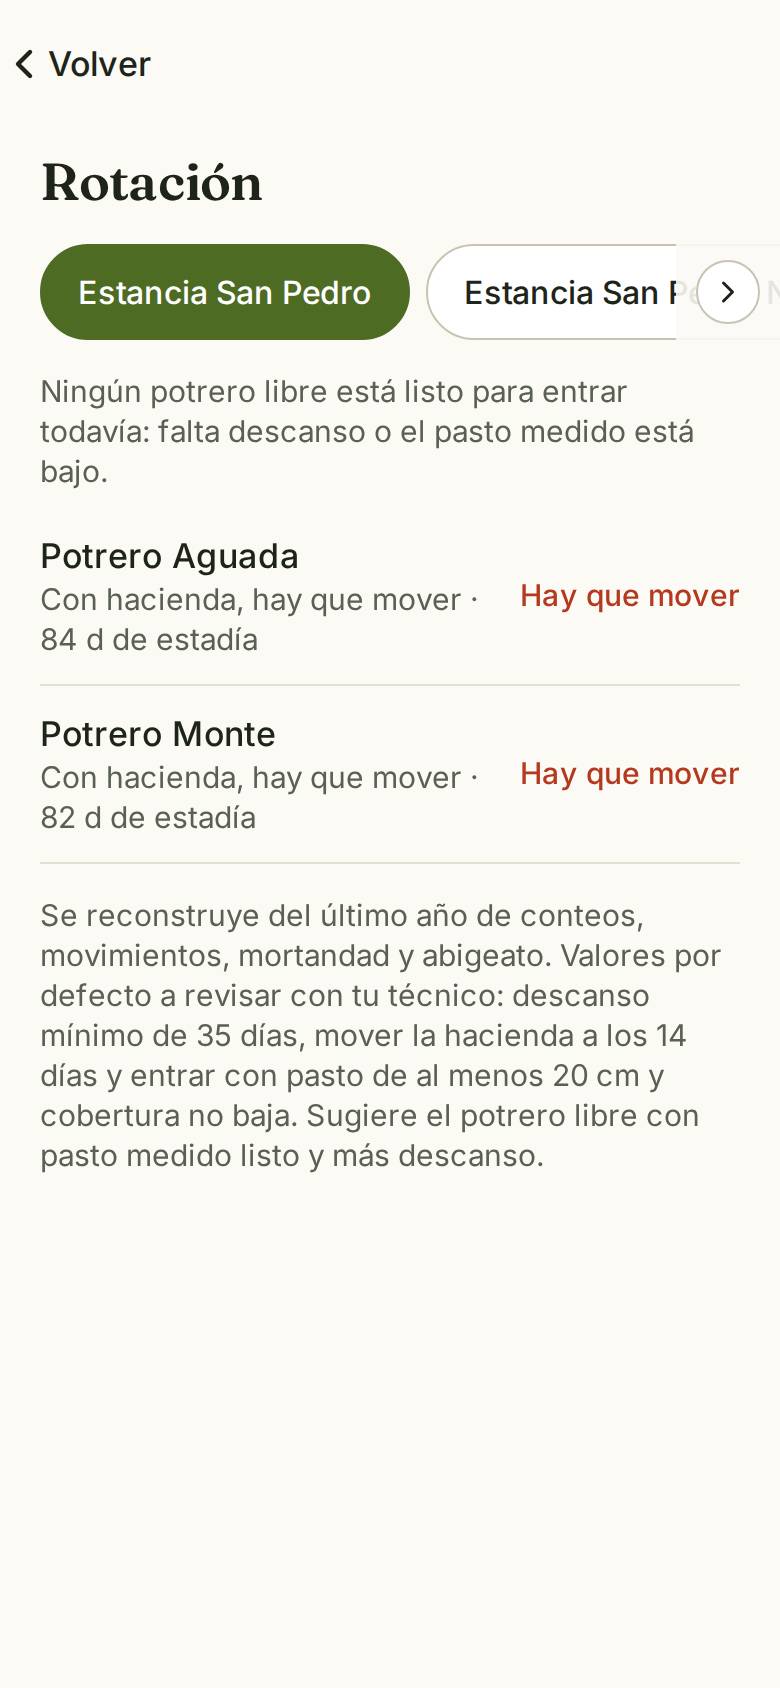 Volver
Rotación
Estancia San Pedro
Estancia San
Ningún potrero libre está listo para entrar
todavía: falta descanso o el pasto medido está
bajo.
Potrero Aguada
Con hacienda, hay que mover ·
84 d de estadía
Hay que mover
Potrero Monte
Con hacienda, hay que mover ·
82 d de estadía
Hay que mover
Se reconstruye del último año de conteos,
movimientos, mortandad y abigeato. Valores por
defecto a revisar con tu técnico: descanso
mínimo de 35 días, mover la hacienda a los 14
días y entrar con pasto de al menos 20 cm y
cobertura no baja. Sugiere el potrero libre con
pasto medido listo y más descanso.